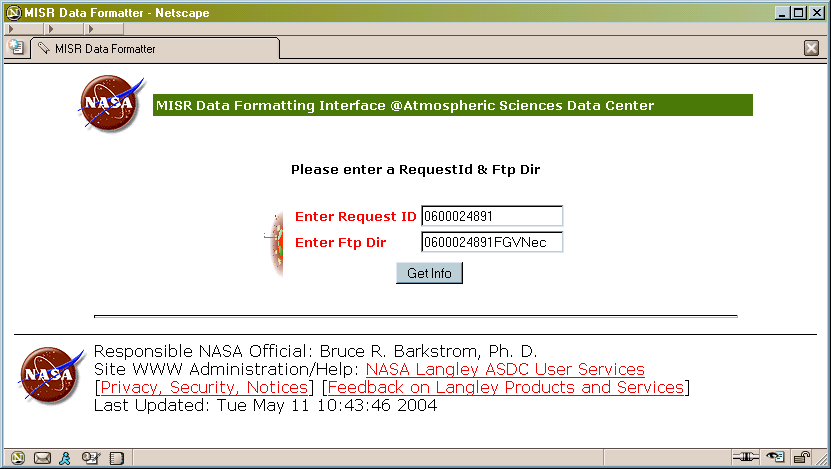 MISR Data Formatter - Netscape
MISR Data Formatter
NASA
MISR Data Formatting Interface @Atmospheric Sciences Data Center
Please enter a RequestId & Ftp Dir
Enter Request ID 0600024891
Enter Ftp Dir 0600024891FGVNec
Get Info
NASA
Responsible NASA Official: Bruce R. Barkstrom, Ph. D.
Site WWW Administration/Help: NASA Langley ASDC User Services
[Privacy, Security, Notices] [Feedback on Langley Products and Services]
Last Updated: Tue May 11 10:43:46 2004